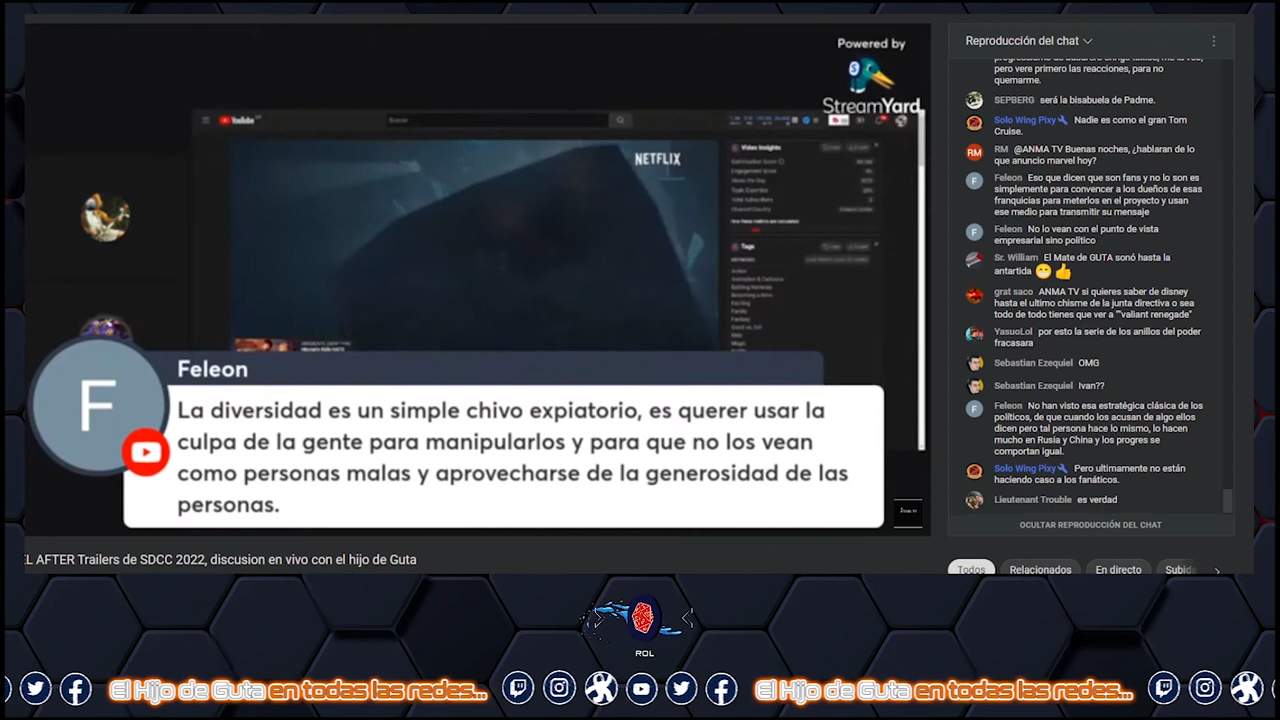 Powered by
StreamYard
YouTube
Buscar
NETFLIX
Video Insights
Tags
Feleon
F
La diversidad es un simple chivo expiatorio, es querer usar la
culpa de la gente para manipularlos y para que no los vean
como personas malas y aprovecharse de la generosidad de las
personas.
EL AFTER Trailers de SDCC 2022, discusion en vivo con el hijo de Guta
Reproducción del chat
pero vere primero las reacciones, para no
quemarme.
SEPBERG será la bisabuela de Padme.
Solo Wing Pixy Nadie es como el gran Tom
Cruise.
RM RM @ANMA TV Buenas noches, ¿hablaran de lo
que anuncio marvel hoy?
F Feleon Eso que dicen que son fans y no lo son es
simplemente para convencer a los dueños de esas
franquicias para meterlos en el proyecto y usan
ese medio para transmitir su mensaje
F Feleon No lo vean con el punto de vista
empresarial sino político
Sr. William El Mate de GUTA sonó hasta la
antartida 😁👍
grat saco ANMA TV si quieres saber de disney
hasta el ultimo chisme de la junta directiva o sea
todo de todo tienes que ver a ""valiant renegade"
YasuoLol por esto la serie de los anillos del poder
fracasara
Sebastian Ezequiel OMG
Sebastian Ezequiel Ivan??
F Feleon No han visto esa estratégica clásica de los
políticos, de que cuando los acusan de algo ellos
dicen pero tal persona hace lo mismo, lo hacen
mucho en Rusia y China y los progres se
comportan igual.
Solo Wing Pixy Pero ultimamente no están
haciendo caso a los fanáticos.
Lieutenant Trouble es verdad
OCULTAR REPRODUCCIÓN DEL CHAT
Todos Relacionados En directo Subid
ROL
El Hijo de Guta en todas las redes... El Hijo de Guta en todas las redes...